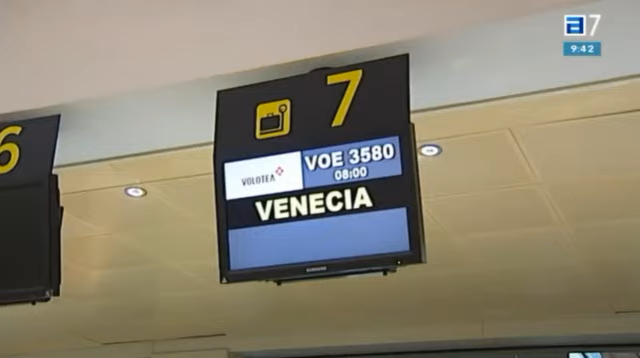 a7
9:42
6
7
VOLOTEA
VOE 3580
08:00
VENECIA
SAMSUNG